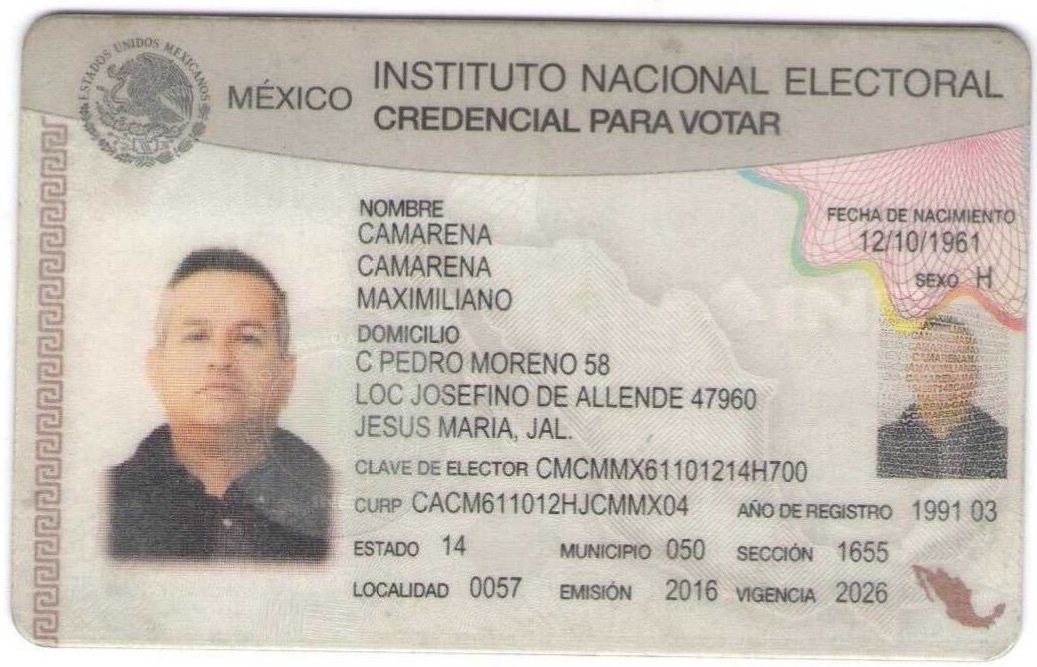 ESTADOS UNIDOS MEXICANOS
MÉXICO
INSTITUTO NACIONAL ELECTORAL
CREDENCIAL PARA VOTAR
NOMBRE
CAMARENA
CAMARENA
MAXIMILIANO
FECHA DE NACIMIENTO
12/10/1961
SEXO H
DOMICILIO
C PEDRO MORENO 58
LOC JOSEFINO DE ALLENDE 47960
JESUS MARIA, JAL.
CLAVE DE ELECTOR CMCMMX61101214H700
CURP CACM611012HJCMMX04 AÑO DE REGISTRO 1991 03
ESTADO 14 MUNICIPIO 050 SECCIÓN 1655
LOCALIDAD 0057 EMISIÓN 2016 VIGENCIA 2026